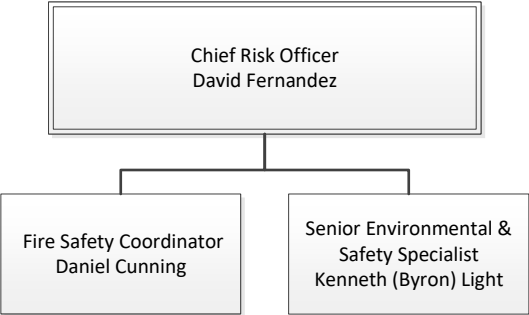 Chief Risk Officer
David Fernandez
Fire Safety Coordinator
Daniel Cunning
Senior Environmental &
Safety Specialist
Kenneth (Byron) Light